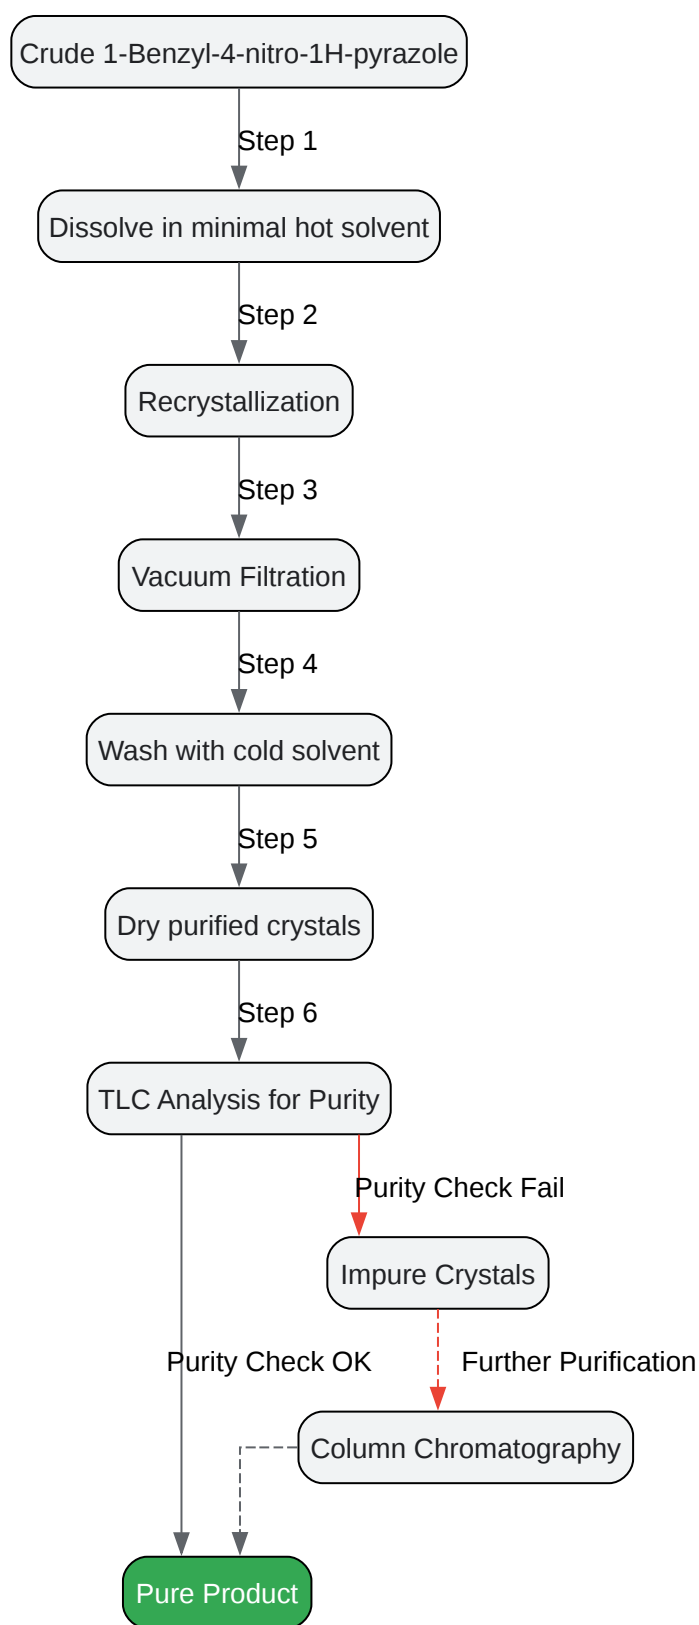 Crude 1-Benzyl-4-nitro-1H-pyrazole
Step 1
Dissolve in minimal hot solvent
Step 2
Recrystallization
Step 3
Vacuum Filtration
Step 4
Wash with cold solvent
Step 5
Dry purified crystals
Step 6
TLC Analysis for Purity
Purity Check Fail
Impure Crystals
Purity Check OK
Further Purification
Column Chromatography
Pure Product